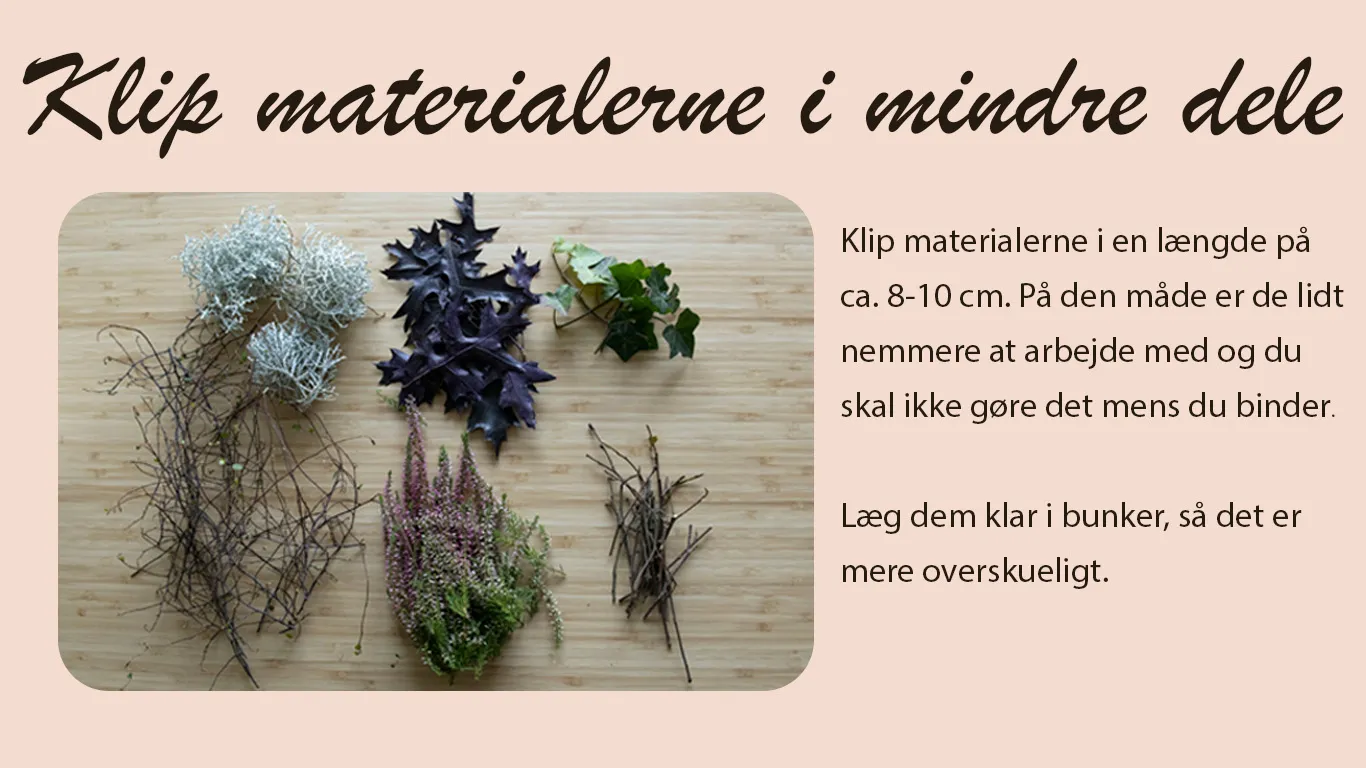 Klip materialerne i mindre dele
Klip materialerne i en længde på
ca. 8-10 cm. På den måde er de lidt
nemmere at arbejde med og du
skal ikke gøre det mens du binder.
Læg dem klar i bunker, så det er
mere overskueligt.